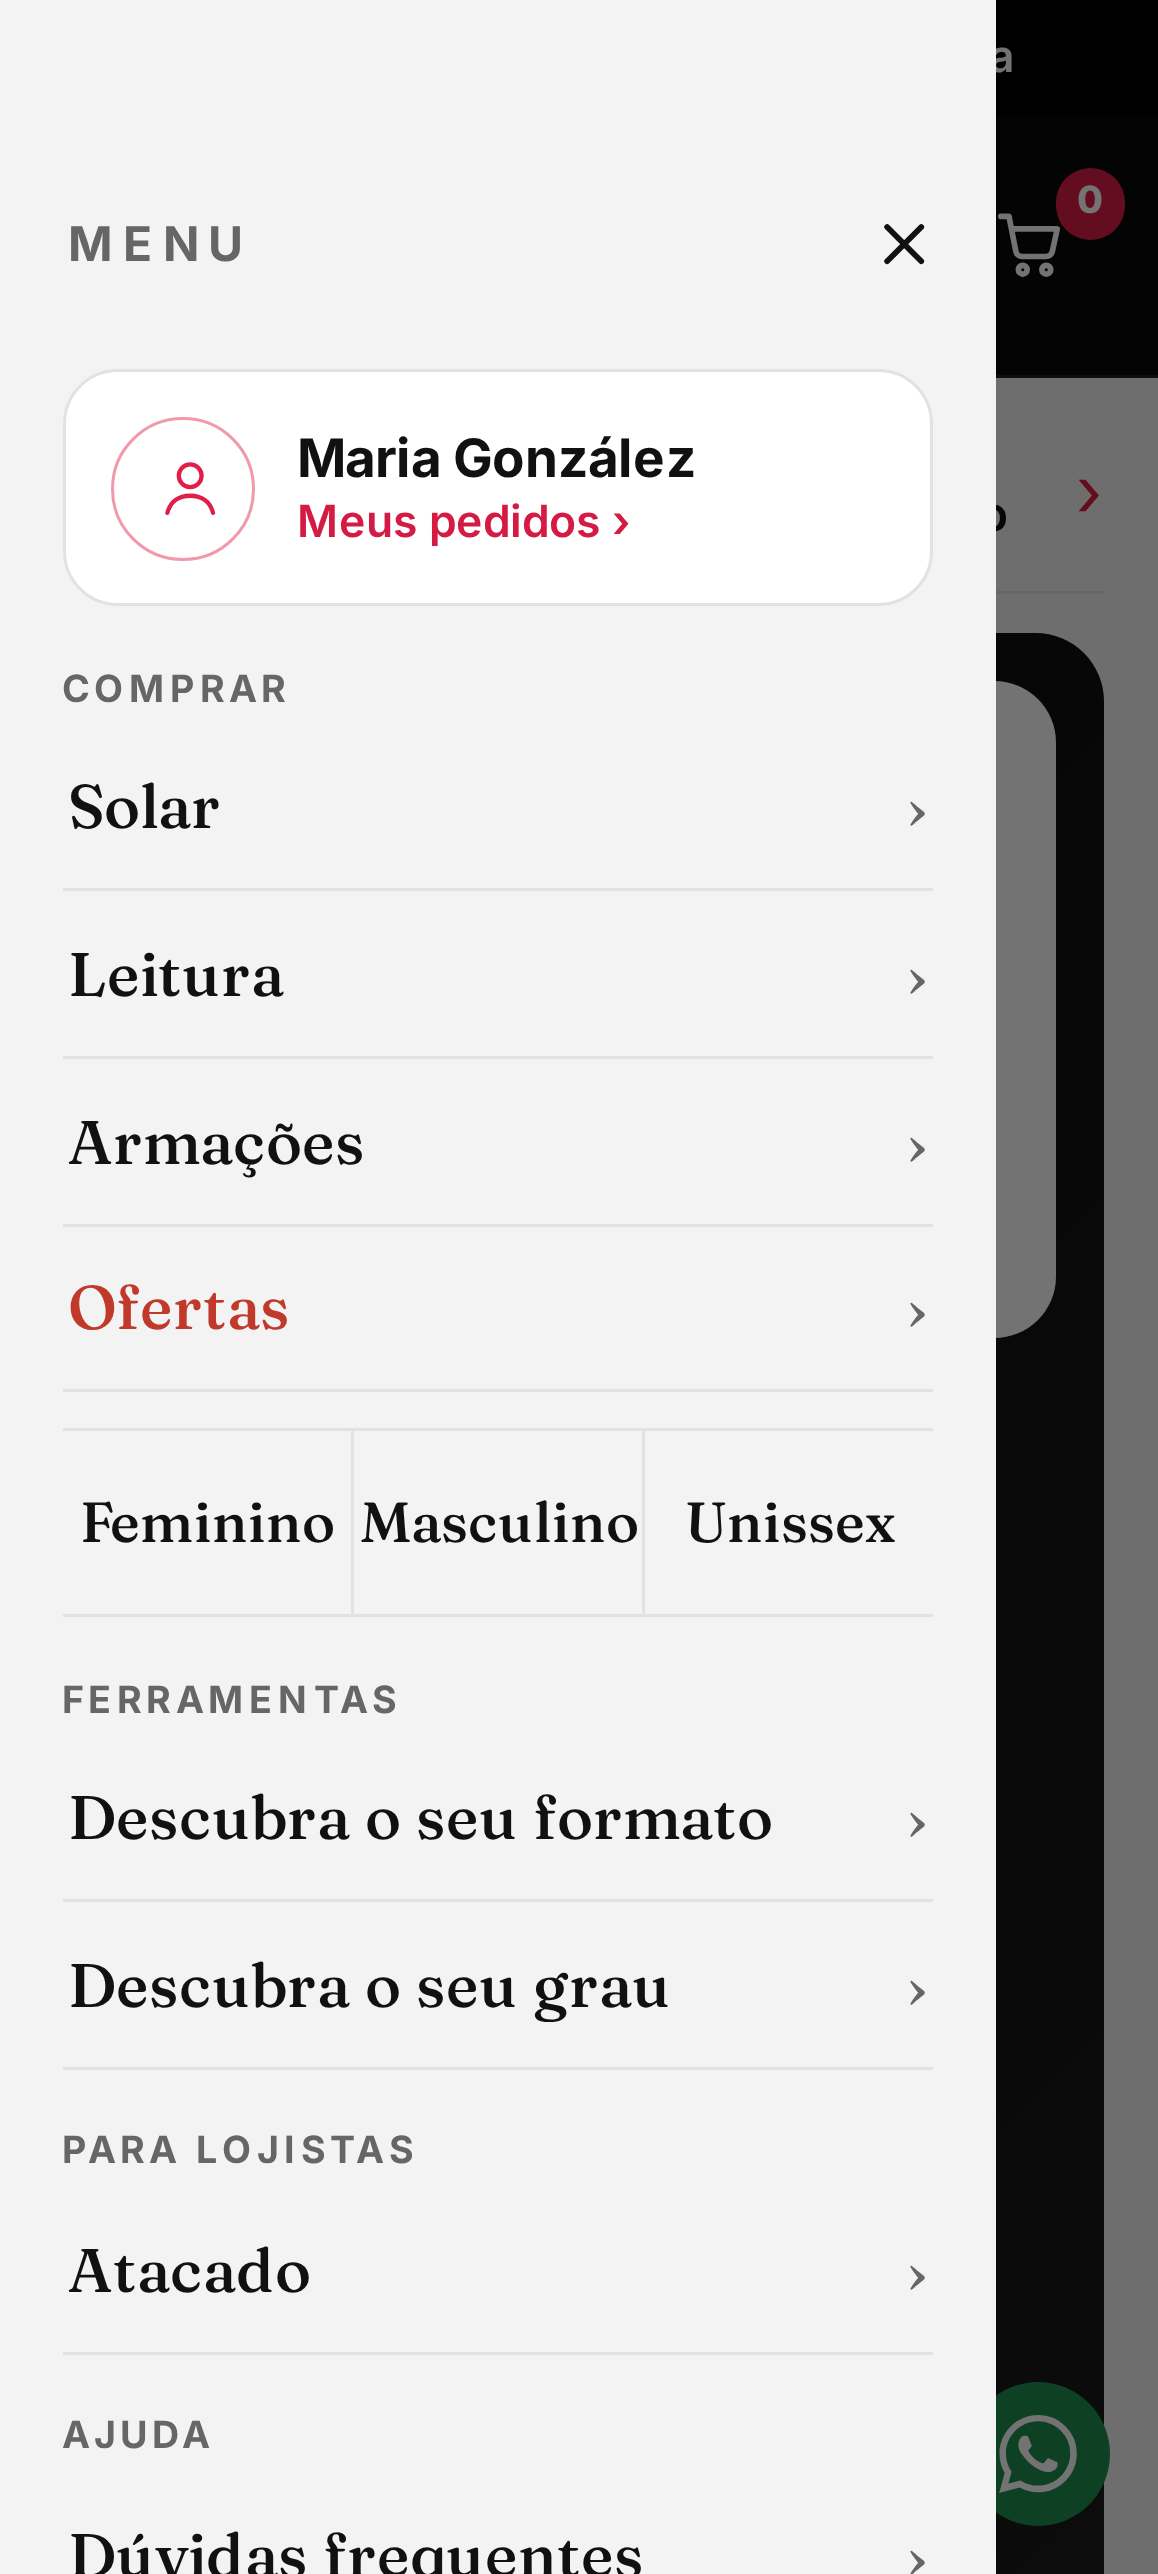 MENU
0
Maria González
Meus pedidos ›
COMPRAR
Solar ›
Leitura ›
Armações ›
Ofertas ›
Feminino Masculino Unissex
FERRAMENTAS
Descubra o seu formato ›
Descubra o seu grau ›
PARA LOJISTAS
Atacado ›
AJUDA
Dúvidas frequentes ›